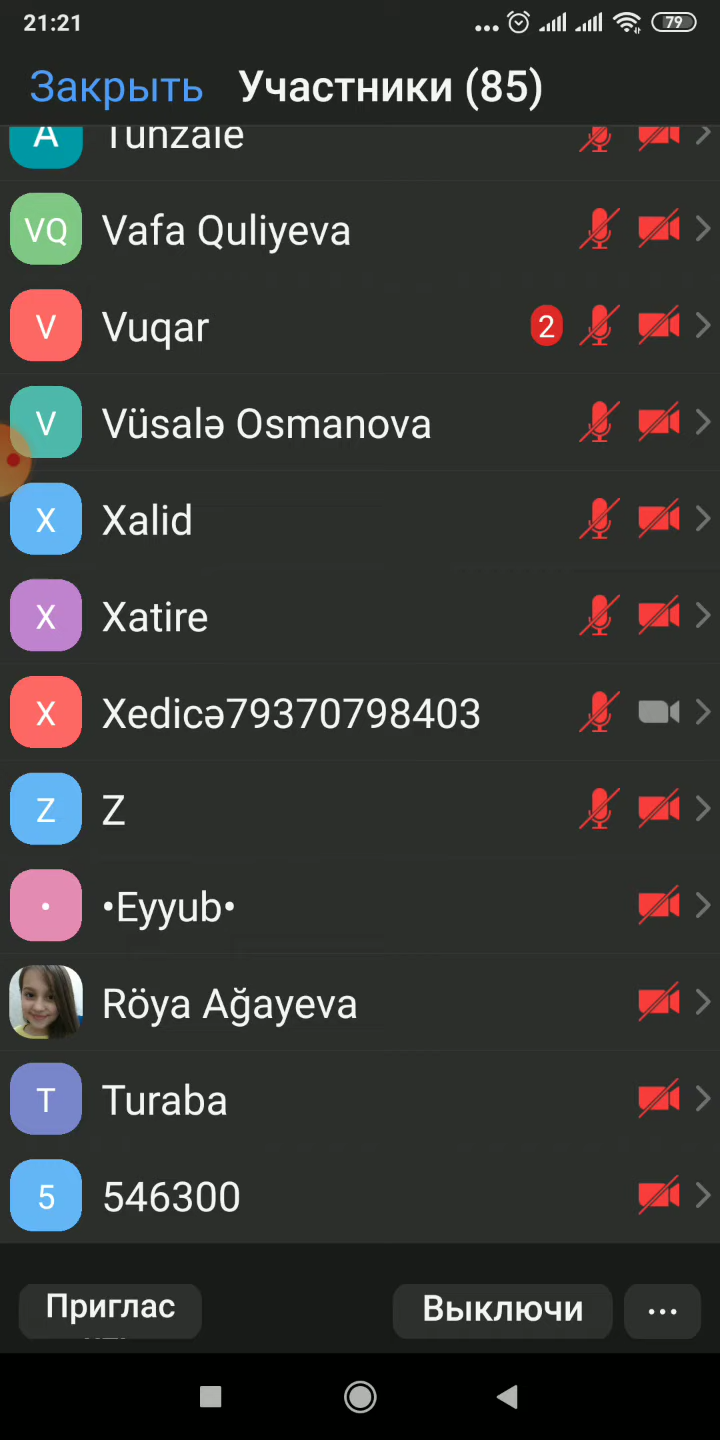 21:21
79
Закрыть Участники (85)
A Tunzale
VQ Vafa Quliyeva
V Vuqar 2
V Vüsalə Osmanova
X Xalid
X Xatire
X Xedicə79370798403
Z Z
• •Eyyub•
Röya Ağayeva
T Turaba
5 546300
Приглас
Выключи